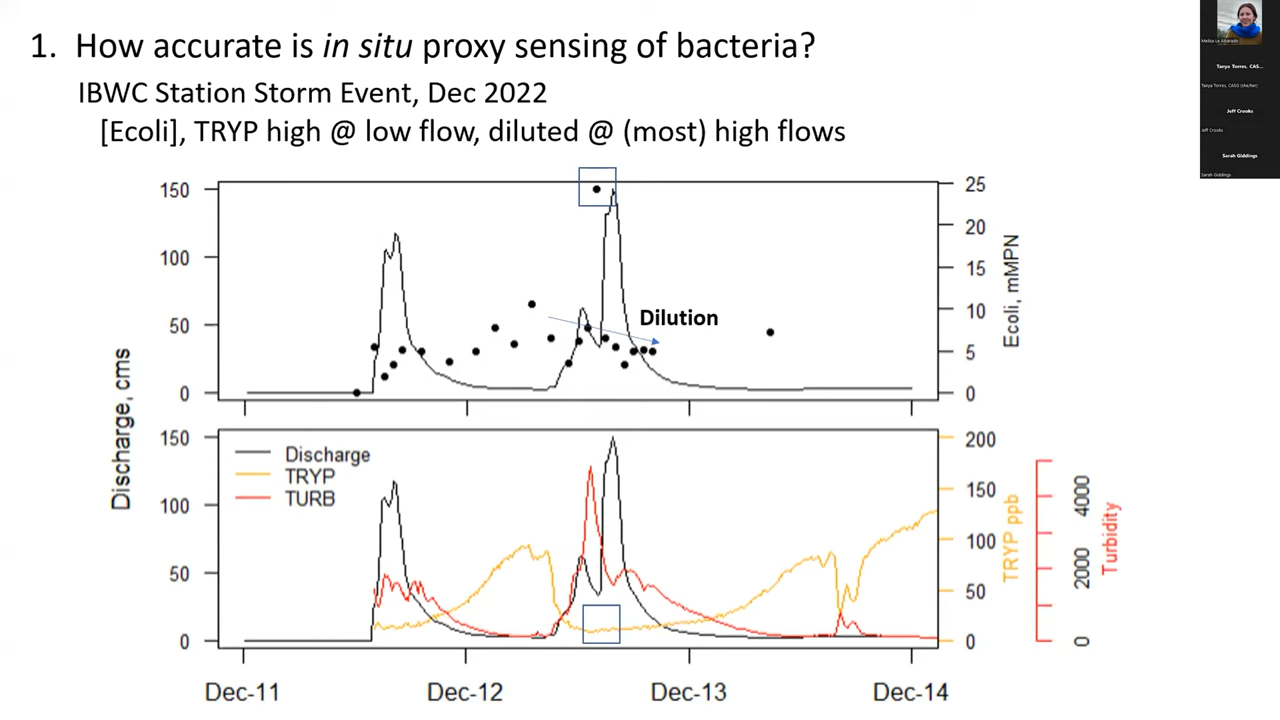 1. How accurate is in situ proxy sensing of bacteria?
IBWC Station Storm Event, Dec 2022
[Ecoli], TRYP high @ low flow, diluted @ (most) high flows
Tanya Torres, CAS...
Tanya Torres, CASG (she/her)
Jeff Crooks
Jeff Crooks
Sarah Giddings
Sarah Giddings
150
100
50
0
25
20
15
10
5
0
Ecoli, mMPN
Dilution
Discharge, cms
150
100
50
0
Discharge
TRYP
TURB
200
150
100
50
0
TRYP ppb
4000
2000
0
Turbidity
Dec-11
Dec-12
Dec-13
Dec-14